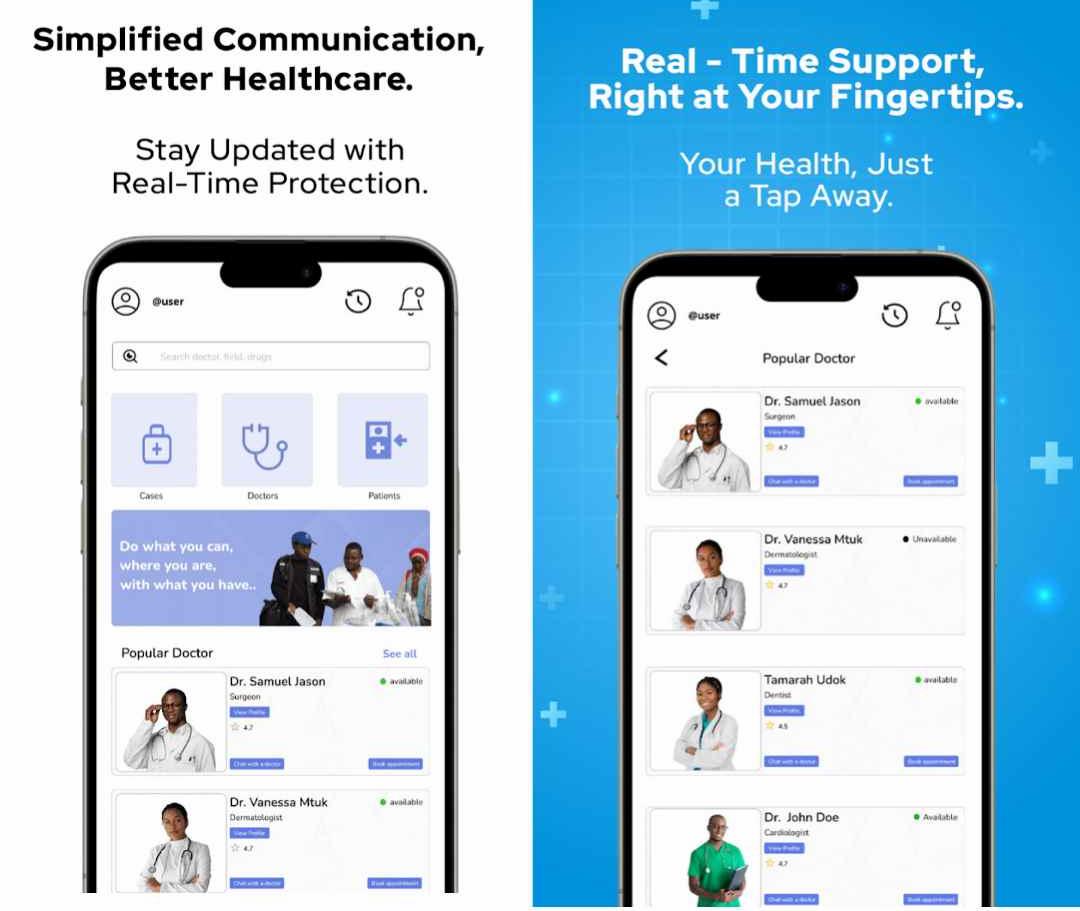 Simplified Communication,
Better Healthcare.
Stay Updated with
Real-Time Protection.
@user
Search doctor, field, drugs
Cases
Doctors
Patients
Do what you can,
where you are,
with what you have..
Popular Doctor
See all
Dr. Samuel Jason
available
Surgeon
View Profile
4.7
Chat with a doctor
Book appointment
Dr. Vanessa Mtuk
available
Dermatologist
View Profile
4.7
Chat with a doctor
Book appointment
Real - Time Support,
Right at Your Fingertips.
Your Health, Just
a Tap Away.
@user
Popular Doctor
Dr. Samuel Jason
available
Surgeon
View Profile
4.7
Chat with a doctor
Book appointment
Dr. Vanessa Mtuk
Unavailable
Dermatologist
View Profile
4.7
Tamarah Udok
available
Dentist
View Profile
4.5
Chat with a doctor
Book appointment
Dr. John Doe
Available
Cardiologist
View Profile
4.7
Chat with a doctor
Book appointment